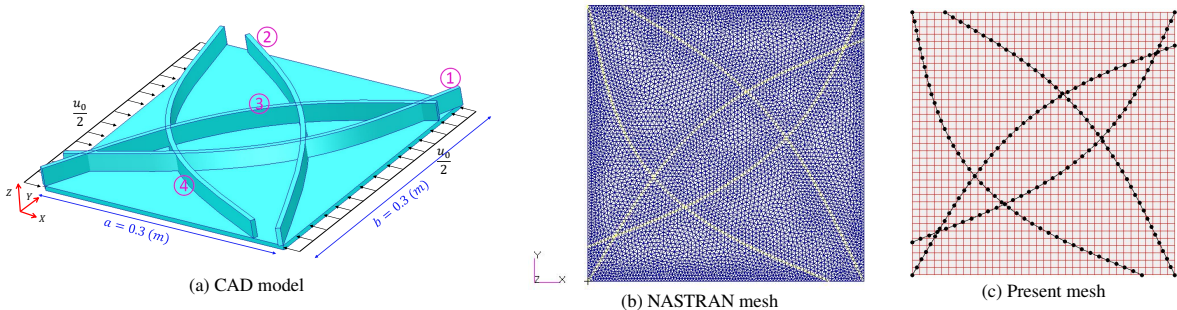 ②
①
③
④
u₀/2
u₀/2
Z
Y
X
a = 0.3 (m)
b = 0.3 (m)
(a) CAD model
Y
Z X
(b) NASTRAN mesh
(c) Present mesh